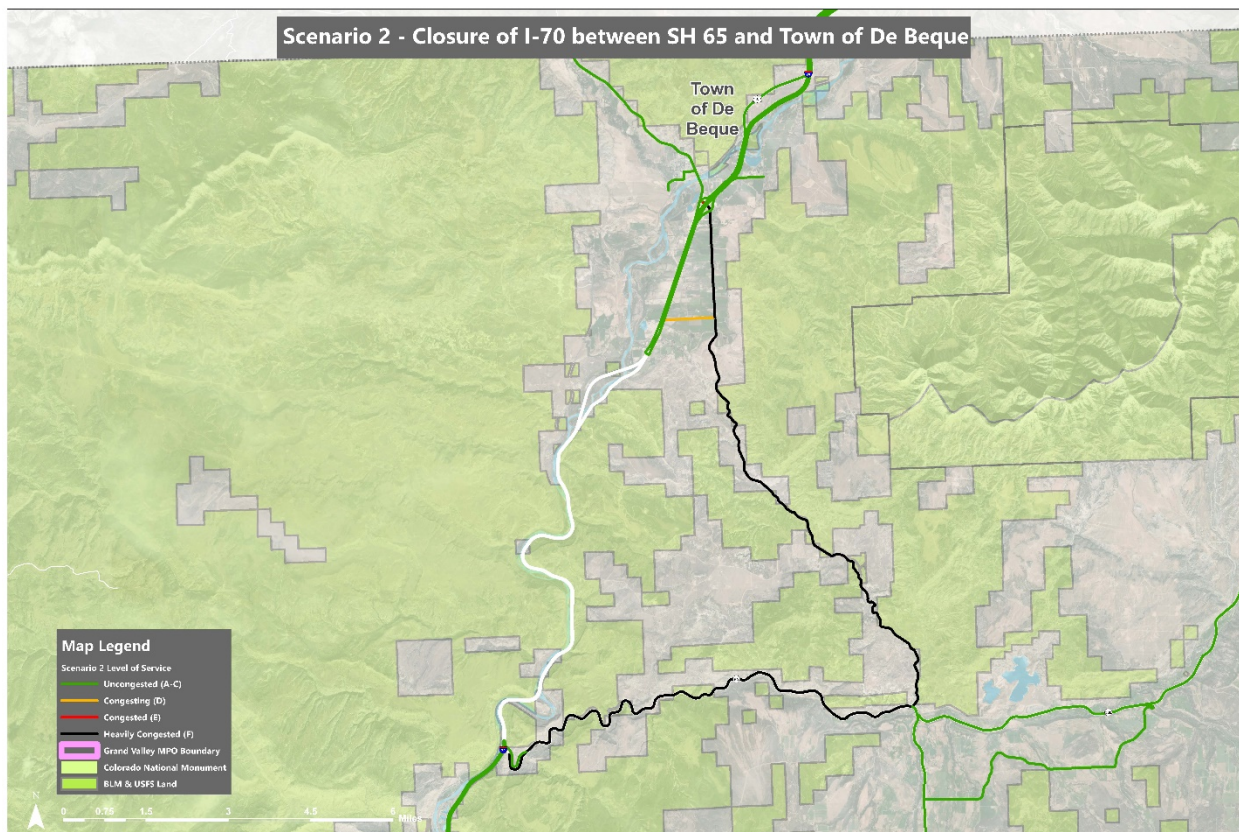 Scenario 2 - Closure of I-70 between SH 65 and Town of De Beque
Town
of De
Beque
Map Legend
Scenario 2 Level of Service
Uncongested (A-C)
Congesting (D)
Congested (E)
Heavily Congested (F)
Grand Valley MPO Boundary
Colorado National Monument
BLM & USFS Land
N
0 0.75 1.5 3 4.5 6
Miles